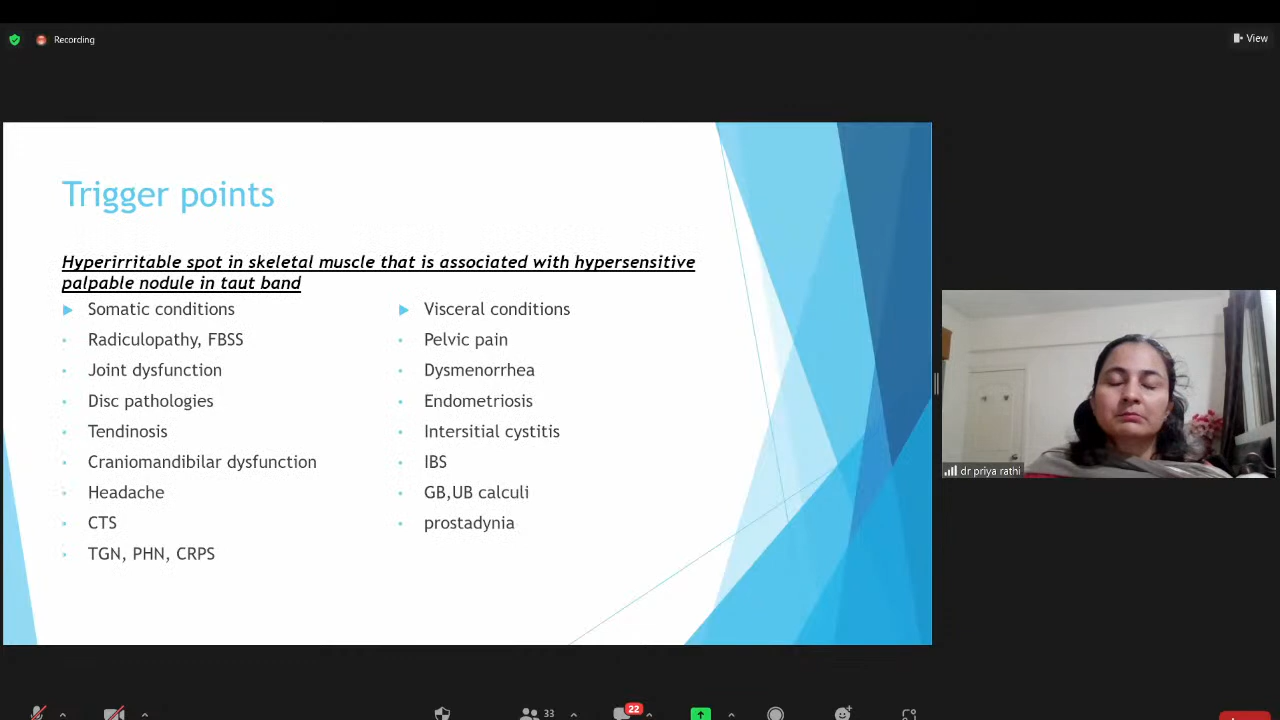 Recording
View
Trigger points
Hyperirritable spot in skeletal muscle that is associated with hypersensitive
palpable nodule in taut band
Somatic conditions
Radiculopathy, FBSS
Joint dysfunction
Disc pathologies
Tendinosis
Craniomandibilar dysfunction
Headache
CTS
TGN, PHN, CRPS
Visceral conditions
Pelvic pain
Dysmenorrhea
Endometriosis
Intersitial cystitis
IBS
GB,UB calculi
prostadynia
dr priya rathi
33
22